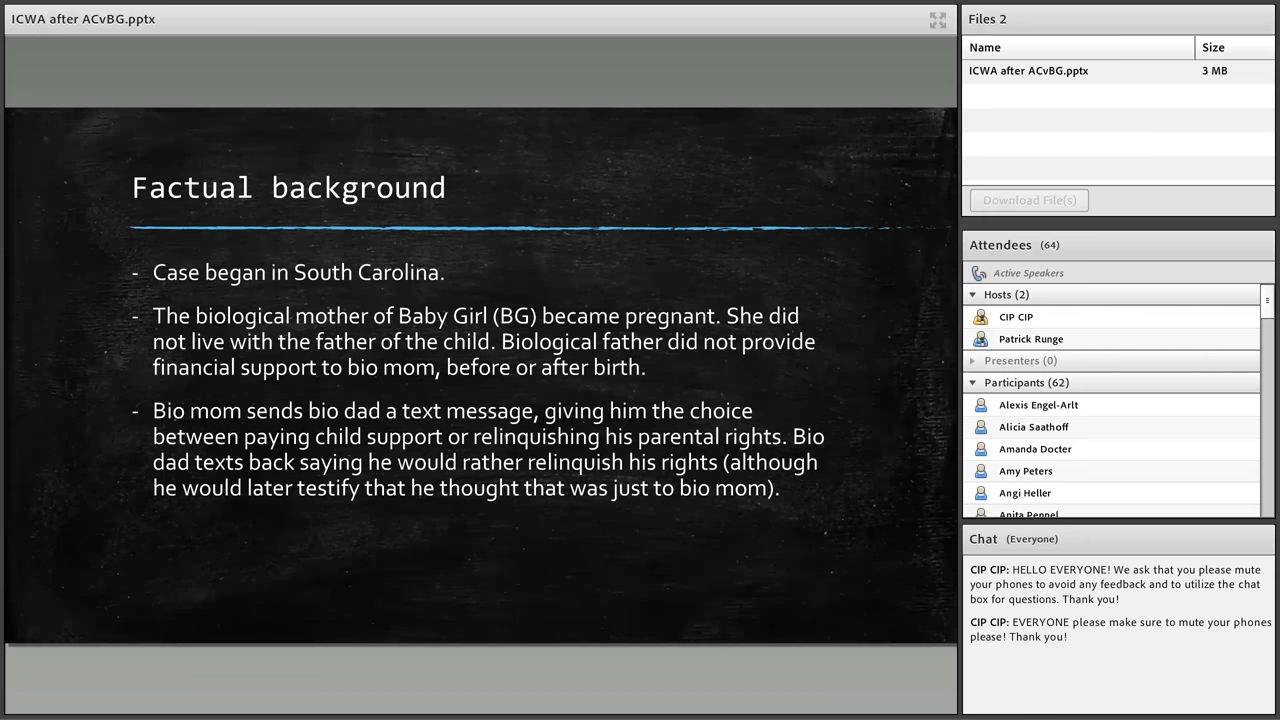 ICWA after ACvBG.pptx
Factual background
- Case began in South Carolina.
- The biological mother of Baby Girl (BG) became pregnant. She did
not live with the father of the child. Biological father did not provide
financial support to bio mom, before or after birth.
- Bio mom sends bio dad a text message, giving him the choice
between paying child support or relinquishing his parental rights. Bio
dad texts back saying he would rather relinquish his rights (although
he would later testify that he thought that was just to bio mom).
Files 2
Name Size
ICWA after ACvBG.pptx 3 MB
Download File(s)
Attendees (64)
Active Speakers
Hosts (2)
CIP CIP
Patrick Runge
Presenters (0)
Participants (62)
Alexis Engel-Arlt
Alicia Saathoff
Amanda Docter
Amy Peters
Angi Heller
Anita
Chat (Everyone)
CIP CIP: HELLO EVERYONE! We ask that you please mute
your phones to avoid any feedback and to utilize the chat
box for questions. Thank you!
CIP CIP: EVERYONE please make sure to mute your phones
please! Thank you!